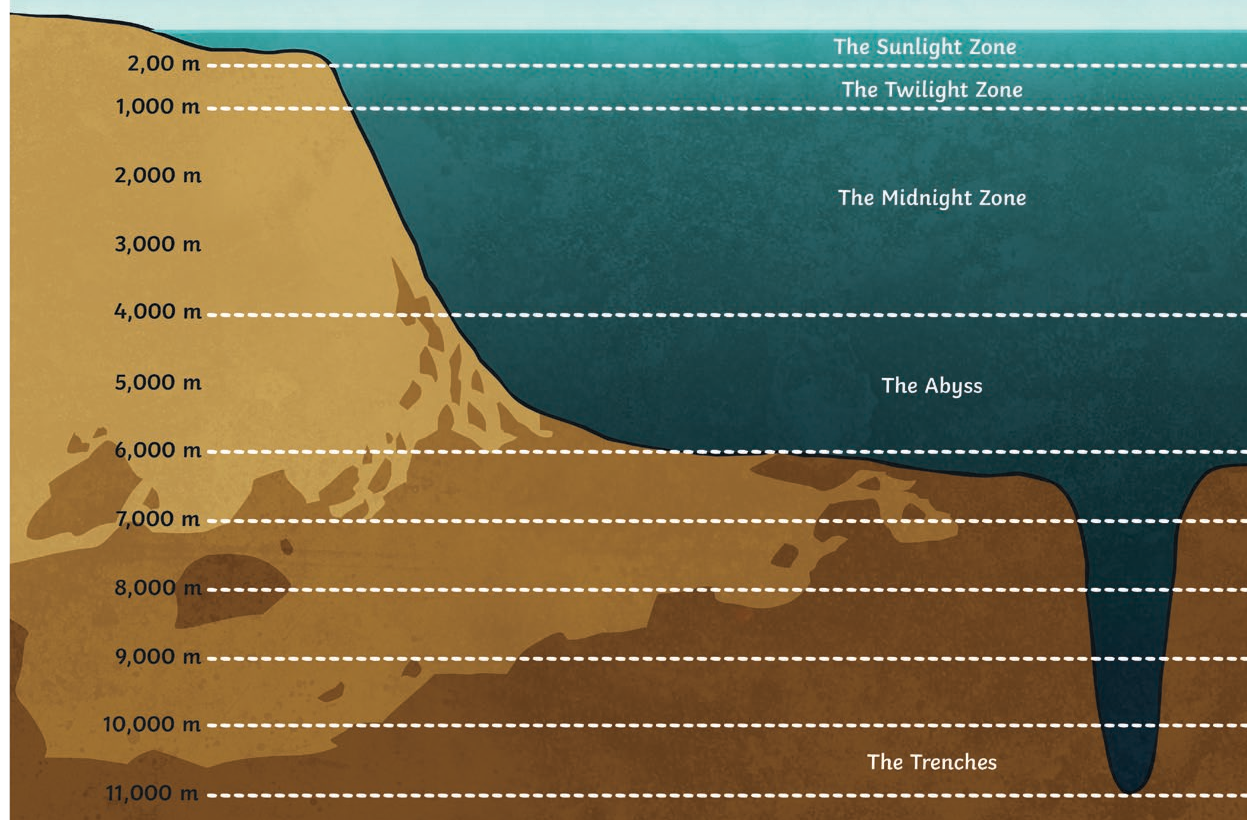 The Sunlight Zone
2,00 m
The Twilight Zone
1,000 m
2,000 m
The Midnight Zone
3,000 m
4,000 m
5,000 m
The Abyss
6,000 m
7,000 m
8,000 m
9,000 m
10,000 m
The Trenches
11,000 m